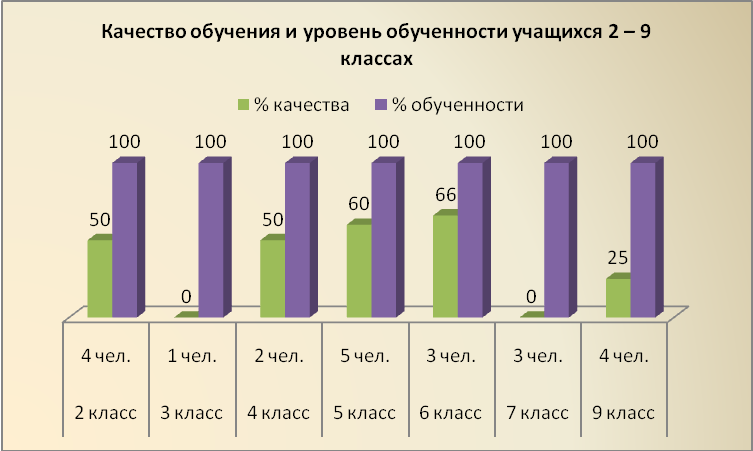 Качество обучения и уровень обученности учащихся 2 – 9
классах
% качества % обученности
100 100 100 100 100 100 100
50 0 50 60 66 0 25
4 чел. 1 чел. 2 чел. 5 чел. 3 чел. 3 чел. 4 чел.
2 класс 3 класс 4 класс 5 класс 6 класс 7 класс 9 класс